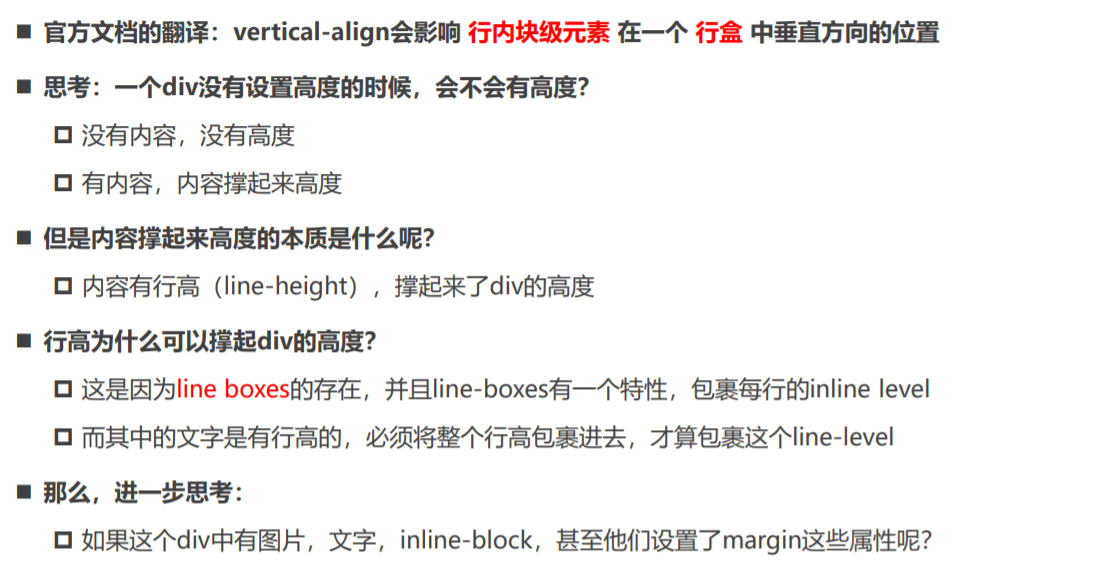 ■ 官方文档的翻译：vertical-align会影响 行内块级元素 在一个 行盒 中垂直方向的位置
■ 思考：一个div没有设置高度的时候，会不会有高度？
□ 没有内容，没有高度
□ 有内容，内容撑起来高度
■ 但是内容撑起来高度的本质是什么呢？
□ 内容有行高（line-height），撑起来了div的高度
■ 行高为什么可以撑起div的高度？
□ 这是因为line boxes的存在，并且line-boxes有一个特性，包裹每行的inline level
□ 而其中的文字是有行高的，必须将整个行高包裹进去，才算包裹这个line-level
■ 那么，进一步思考：
□ 如果这个div中有图片，文字，inline-block，甚至他们设置了margin这些属性呢？